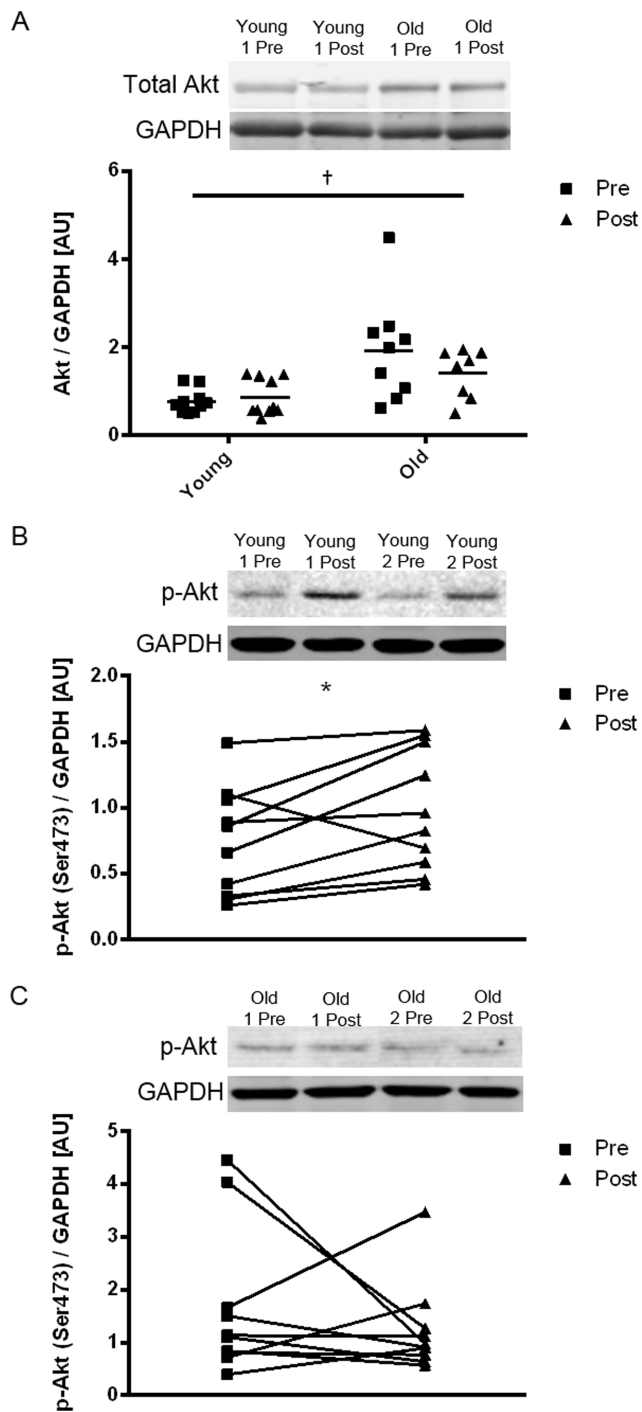 A
Young Young Old Old
1 Pre 1 Post 1 Pre 1 Post
Total Akt
GAPDH
†
Pre
Post
Akt / GAPDH [AU]
6
4
2
0
Young Old
B
Young Young Young Young
1 Pre 1 Post 2 Pre 2 Post
p-Akt
GAPDH
*
Pre
Post
p-Akt (Ser473) / GAPDH [AU]
2.0
1.5
1.0
0.5
0.0
C
Old Old Old Old
1 Pre 1 Post 2 Pre 2 Post
p-Akt
GAPDH
Pre
Post
p-Akt (Ser473) / GAPDH [AU]
5
4
3
2
1
0